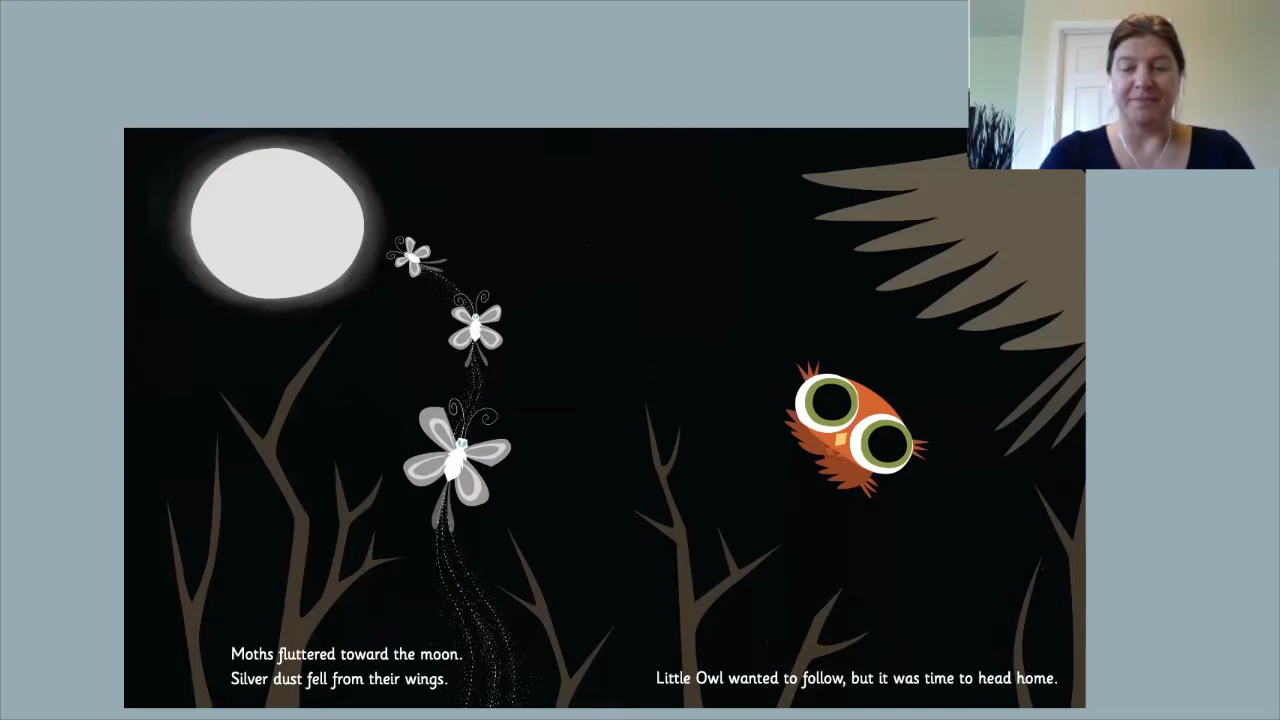 Moths fluttered toward the moon.
Silver dust fell from their wings.
Little Owl wanted to follow, but it was time to head home.